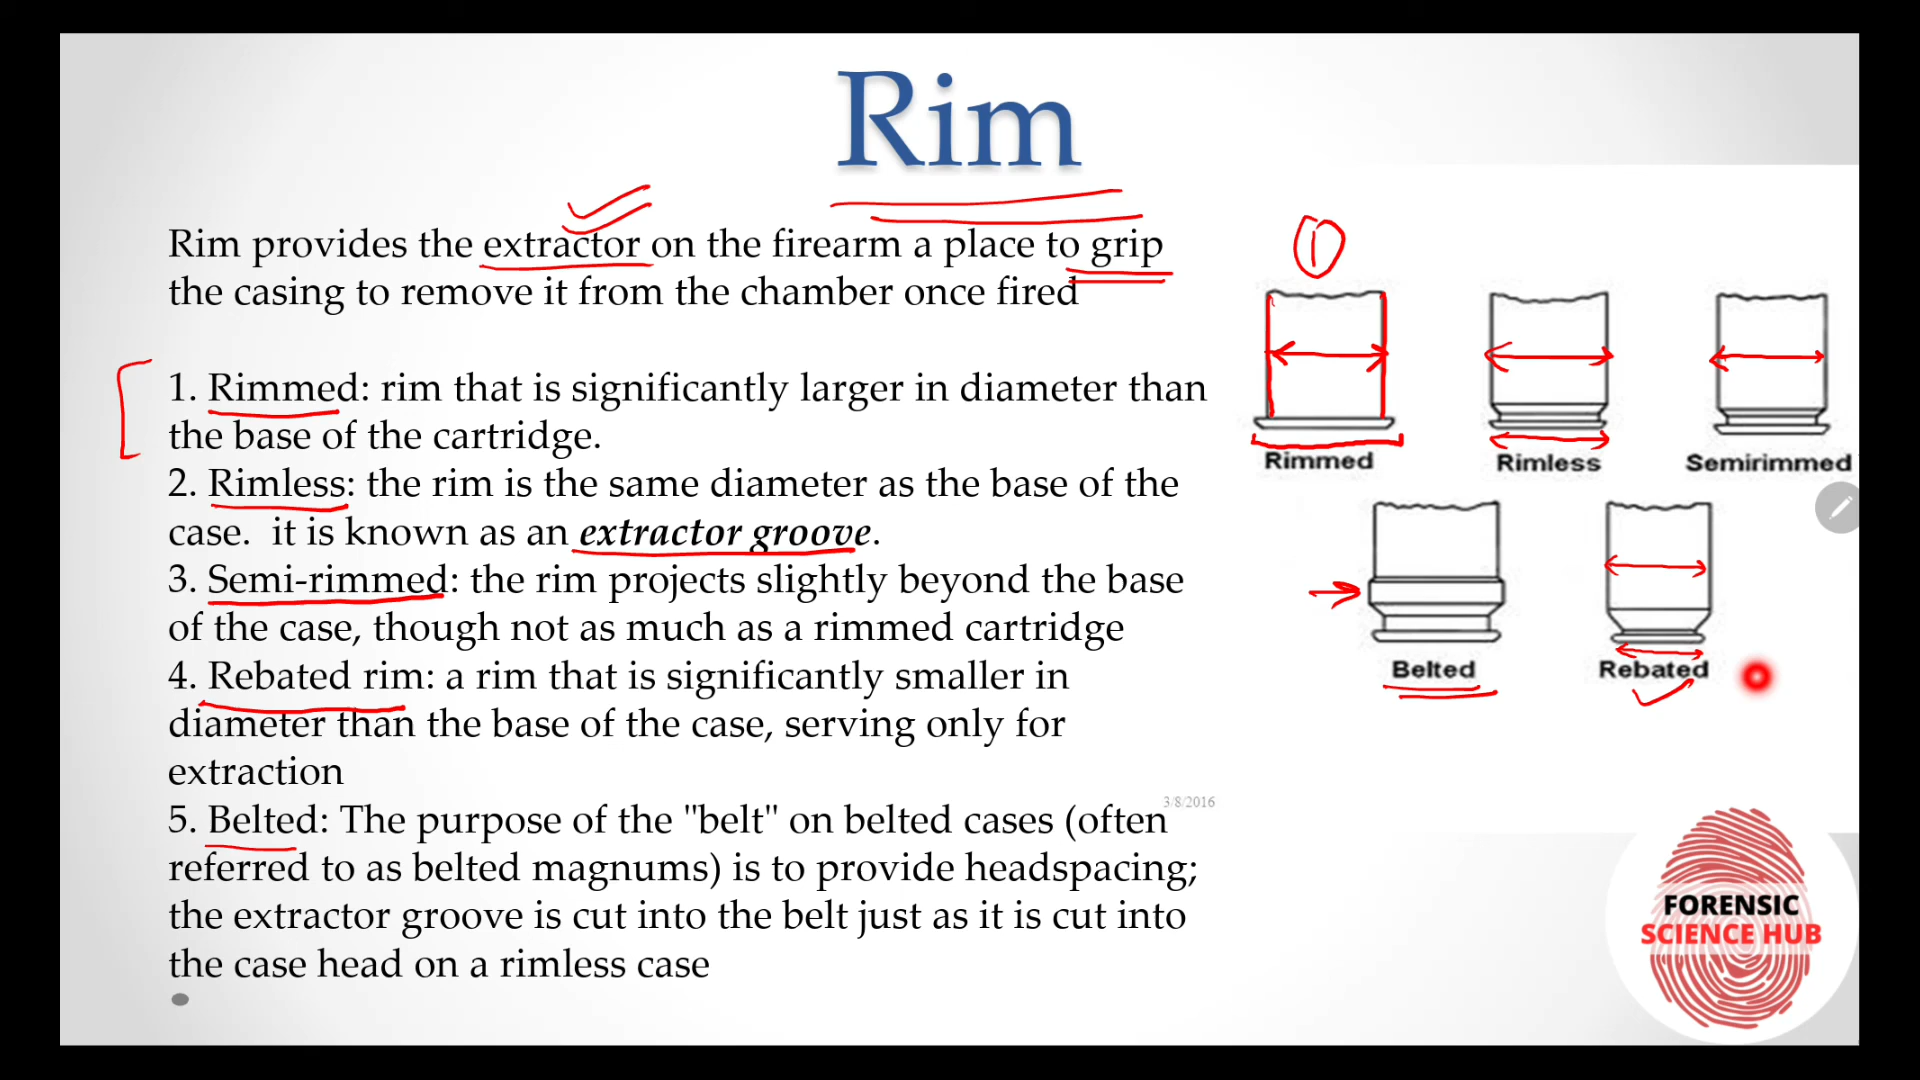 Rim
Rim provides the extractor on the firearm a place to grip
the casing to remove it from the chamber once fired
1. Rimmed: rim that is significantly larger in diameter than
the base of the cartridge.
2. Rimless: the rim is the same diameter as the base of the
case.  it is known as an extractor groove.
3. Semi-rimmed: the rim projects slightly beyond the base
of the case, though not as much as a rimmed cartridge
4. Rebated rim: a rim that is significantly smaller in
diameter than the base of the case, serving only for
extraction
5. Belted: The purpose of the "belt" on belted cases (often
referred to as belted magnums) is to provide headspacing;
the extractor groove is cut into the belt just as it is cut into
the case head on a rimless case
1
Rimmed
Rimless
Semirimmed
Belted
Rebated
3/8/2016
FORENSIC
SCIENCE HUB